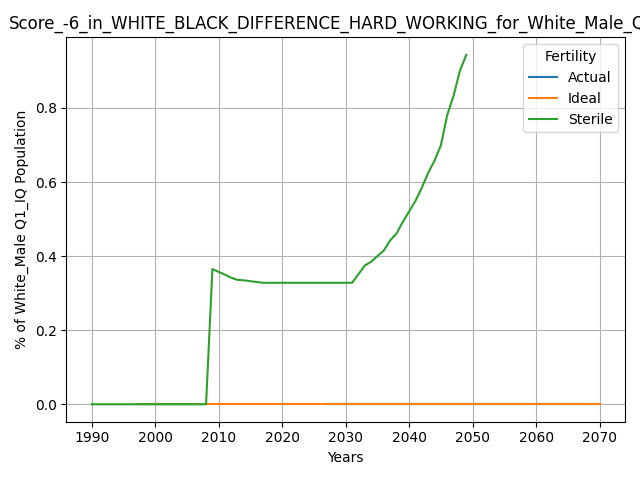 Score_-6_in_WHITE_BLACK_DIFFERENCE_HARD_WORKING_for_White_Male_Q
Fertility
Actual
Ideal
Sterile
% of White_Male Q1_IQ Population
0.8
0.6
0.4
0.2
0.0
1990 2000 2010 2020 2030 2040 2050 2060 2070
Years